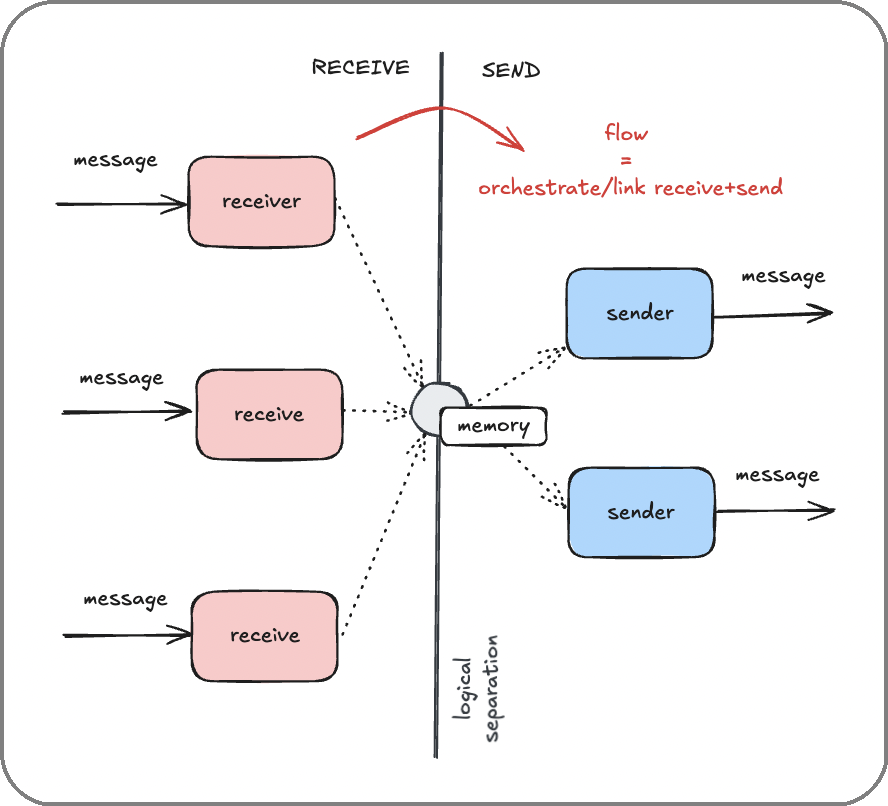 RECEIVE
SEND
flow
=
orchestrate/link receive+send
message
receiver
message
sender
message
receive
memory
message
sender
message
receive
logical
separation